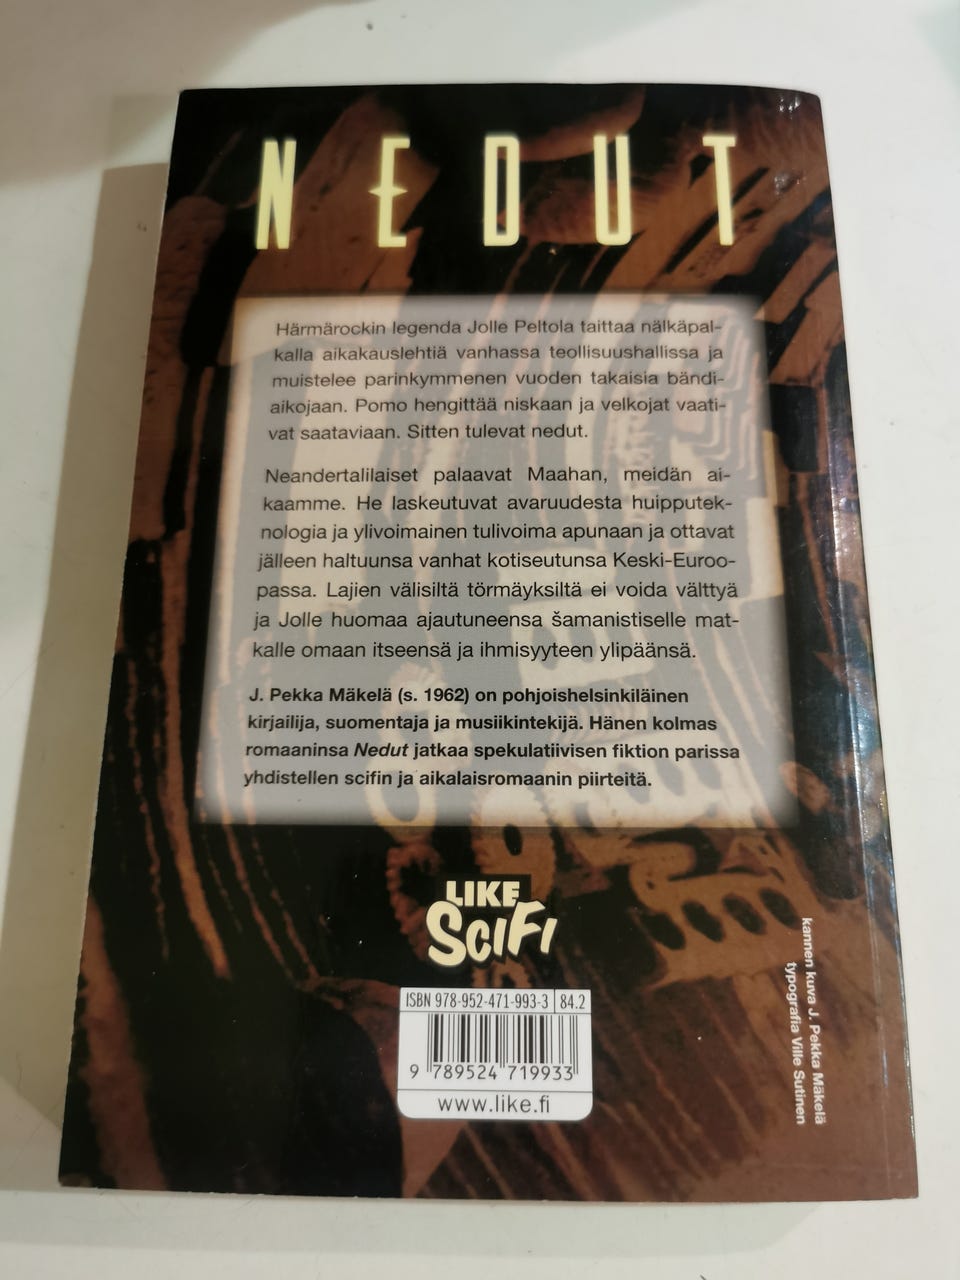 NEDUT
Härmärockin legenda Jolle Peltola taittaa nälkäpal-
kalla aikakauslehtiä vanhassa teollisuushallissa ja
muistelee parinkymmenen vuoden takaisia bändi-
aikojaan. Pomo hengittää niskaan ja velkojat vaati-
vat saataviaan. Sitten tulevat nedut.
Neandertalilaiset palaavat Maahan, meidän ai-
kaamme. He laskeutuvat avaruudesta huipputek-
nologia ja ylivoimainen tulivoima apunaan ja ottavat
jälleen haltuunsa vanhat kotiseutunsa Keski-Euroo-
passa. Lajien välisiltä törmäyksiltä ei voida välttyä
ja Jolle huomaa ajautuneensa šamanistiselle mat-
kalle omaan itseensä ja ihmisyyteen ylipäänsä.
J. Pekka Mäkelä (s. 1962) on pohjoishelsinkiläinen
kirjailija, suomentaja ja musiikintekijä. Hänen kolmas
romaaninsa Nedut jatkaa spekulatiivisen fiktion parissa
yhdistellen scifin ja aikalaisromaanin piirteitä.
LIKE
SCIFI
ISBN 978-952-471-993-3 84.2
9 789524 719933
www.like.fi
kannen kuva J. Pekka Mäkelä
typografia Ville Sutinen